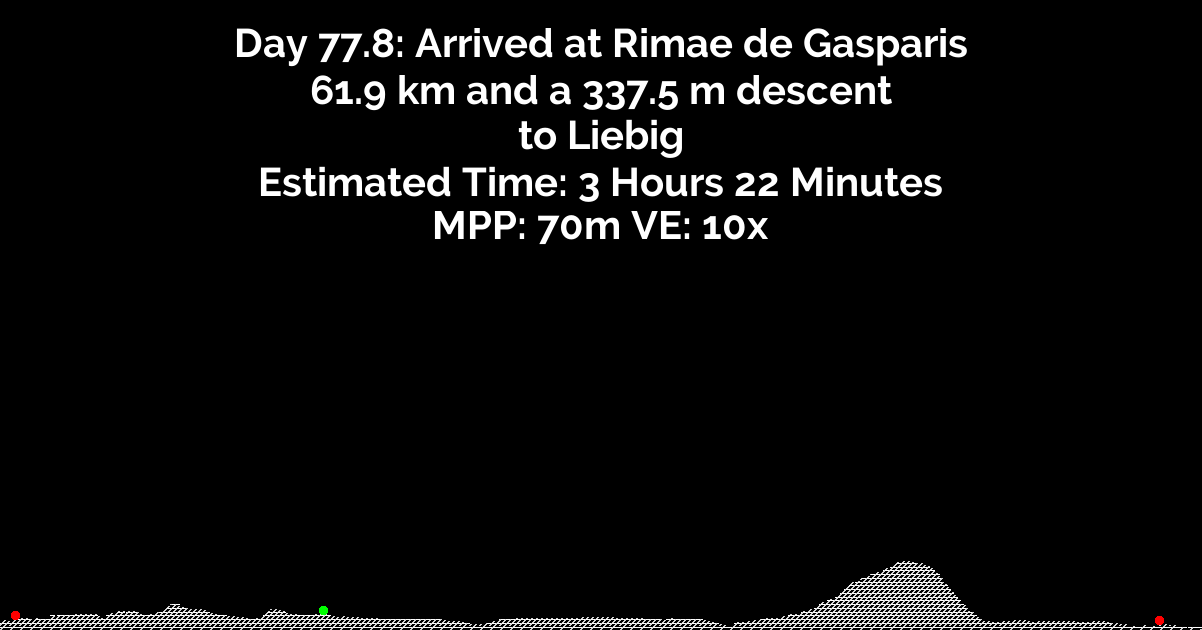 Day 77.8: Arrived at Rimae de Gasparis
61.9 km and a 337.5 m descent
to Liebig
Estimated Time: 3 Hours 22 Minutes
MPP: 70m VE: 10x